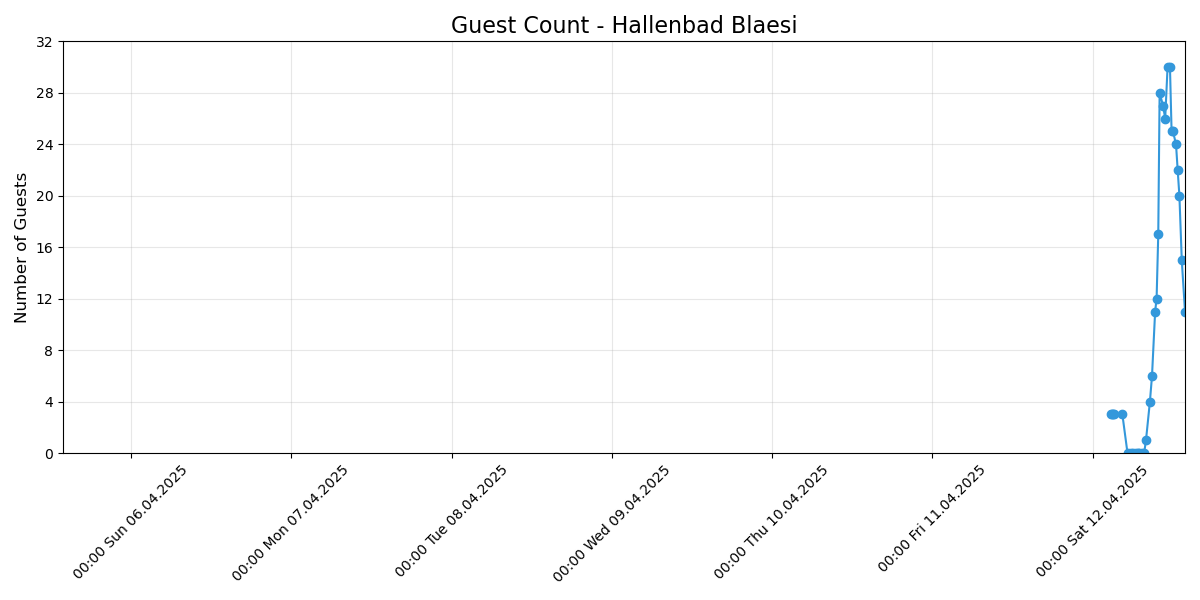 Guest Count - Hallenbad Blaesi
Number of Guests
32
28
24
20
16
12
8
4
0
00:00 Sun 06.04.2025
00:00 Mon 07.04.2025
00:00 Tue 08.04.2025
00:00 Wed 09.04.2025
00:00 Thu 10.04.2025
00:00 Fri 11.04.2025
00:00 Sat 12.04.2025